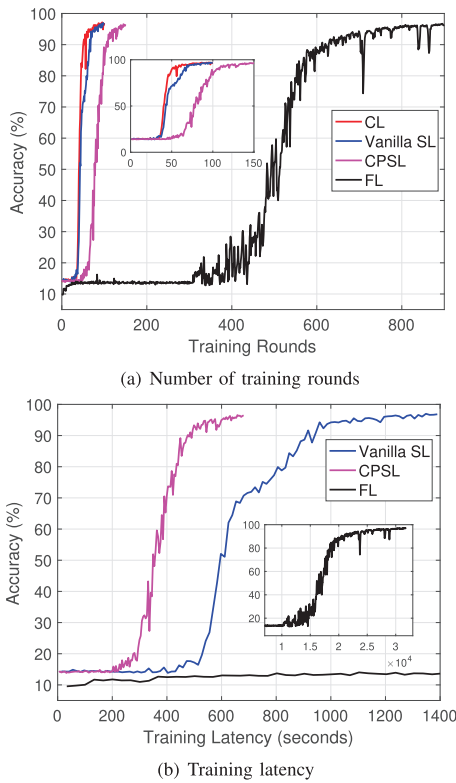 100
90
80
70
60
50
40
30
20
10
Accuracy (%)
100
50
0
0 50 100 150
CL
Vanilla SL
CPSL
FL
0 200 400 600 800
Training Rounds
(a) Number of training rounds
100
90
80
70
60
50
40
30
20
10
Accuracy (%)
Vanilla SL
CPSL
FL
100
80
60
40
20
1.0 1.5 2.0 2.5 3.0
×10⁴
0 200 400 600 800 1000 1200 1400
Training Latency (seconds)
(b) Training latency